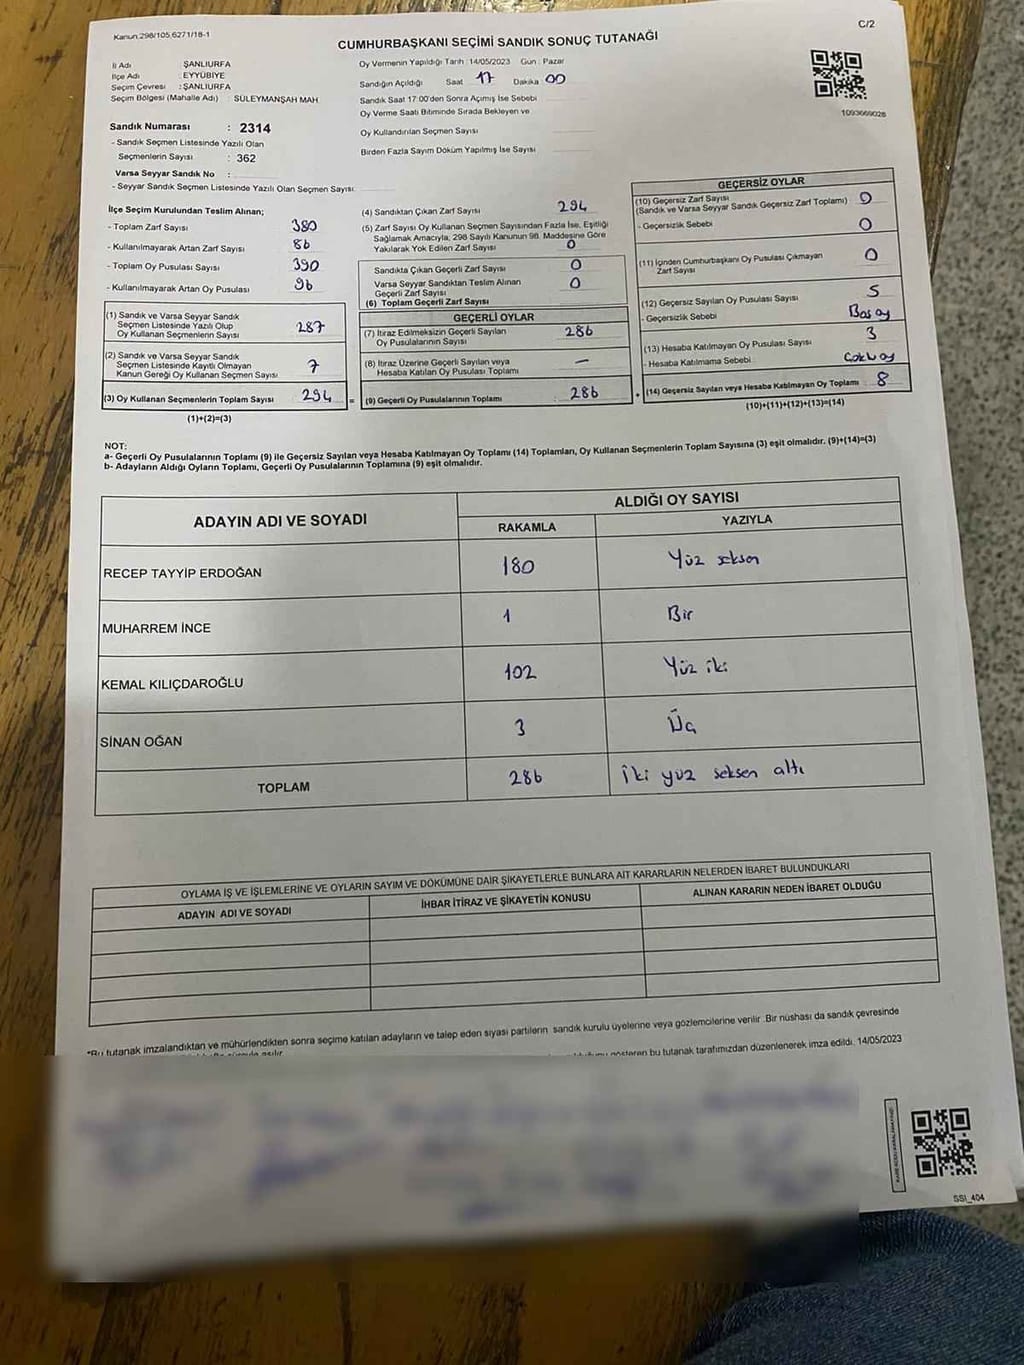 Kanun.298/105,6271/18-1
C/2
CUMHURBAŞKANI SEÇİMİ SANDIK SONUÇ TUTANAĞI
İl Adı : ŞANLIURFA
İlçe Adı : EYYÜBİYE
Seçim Çevresi : ŞANLIURFA
Seçim Bölgesi (Mahalle Adı) : SÜLEYMANŞAH MAH.
Oy Vermenin Yapıldığı Tarih :14/05/2023 Gün : Pazar
Sandığın Açıldığı Saat 17 Dakika 00
Sandık Saat 17:00'den Sonra Açımış İse Sebebi
Oy Verme Saati Bitiminde Sırada Bekleyen ve
Oy Kullandırılan Seçmen Sayısı
Birden Fazla Sayım Döküm Yapılmış İse Sayısı
1093669028
Sandık Numarası : 2314
- Sandık Seçmen Listesinde Yazılı Olan
Seçmenlerin Sayısı : 362
Varsa Seyyar Sandık No :
- Seyyar Sandık Seçmen Listesinde Yazılı Olan Seçmen Sayısı:
İlçe Seçim Kurulundan Teslim Alınan;
- Toplam Zarf Sayısı 380
- Kullanılmayarak Artan Zarf Sayısı 86
- Toplam Oy Pusulası Sayısı 390
- Kullanılmayarak Artan Oy Pusulası 96
(1) Sandık ve Varsa Seyyar Sandık
Seçmen Listesinde Yazılı Olup
Oy Kullanan Seçmenlerin Sayısı 287
(2) Sandık ve Varsa Seyyar Sandık
Seçmen Listesinde Kayıtlı Olmayan
Kanun Gereği Oy Kullanan Seçmen Sayısı 7
(3) Oy Kullanan Seçmenlerin Toplam Sayısı 294 =
(1)+(2)=(3)
(4) Sandıktan Çıkan Zarf Sayısı 294
(5) Zarf Sayısı Oy Kullanan Seçmen Sayısından Fazla İse, Eşitliği
Sağlamak Amacıyla, 298 Sayılı Kanunun 98. Maddesine Göre
Yakılarak Yok Edilen Zarf Sayısı 0
Sandıkta Çıkan Geçerli Zarf Sayısı 0
Varsa Seyyar Sandıktan Teslim Alınan
Geçerli Zarf Sayısı 0
(6) Toplam Geçerli Zarf Sayısı
GEÇERLİ OYLAR
(7) İtiraz Edilmeksizin Geçerli Sayılan
Oy Pusulalarının Sayısı 286
(8) İtiraz Üzerine Geçerli Sayılan veya
Hesaba Katılan Oy Pusulası Toplamı —
(9) Geçerli Oy Pusulalarının Toplamı 286 +
GEÇERSİZ OYLAR
(10) Geçersiz Zarf Sayısı
(Sandık ve Varsa Seyyar Sandık Geçersiz Zarf Toplamı) 0
- Geçersizlik Sebebi 0
(11) İçinden Cumhurbaşkanı Oy Pusulası Çıkmayan
Zarf Sayısı 0
(12) Geçersiz Sayılan Oy Pusulası Sayısı 5
- Geçersizlik Sebebi Boş oy
(13) Hesaba Katılmayan Oy Pusulası Sayısı 3
- Hesaba Katılmama Sebebi Çoklu oy
(14) Geçersiz Sayılan veya Hesaba Katılmayan Oy Toplamı 8
(10)+(11)+(12)+(13)=(14)
NOT:
a- Geçerli Oy Pusulalarının Toplamı (9) ile Geçersiz Sayılan veya Hesaba Katılmayan Oy Toplamı (14) Toplamları, Oy Kullanan Seçmenlerin Toplam Sayısına (3) eşit olmalıdır. (9)+(14)=(3)
b- Adayların Aldığı Oyların Toplamı, Geçerli Oy Pusulalarının Toplamına (9) eşit olmalıdır.
ADAYIN ADI VE SOYADI
ALDIĞI OY SAYISI
RAKAMLA YAZIYLA
RECEP TAYYİP ERDOĞAN 180 Yüz seksen
MUHARREM İNCE 1 Bir
KEMAL KILIÇDAROĞLU 102 Yüz iki
SİNAN OĞAN 3 Üç
TOPLAM 286 İki yüz seksen altı
OYLAMA İŞ VE İŞLEMLERİNE VE OYLARIN SAYIM VE DÖKÜMÜNE DAİR ŞİKAYETLERLE BUNLARA AİT KARARLARIN NELERDEN İBARET BULUNDUKLARI
ADAYIN ADI VE SOYADI İHBAR İTİRAZ VE ŞİKAYETİN KONUSU ALINAN KARARIN NEDEN İBARET OLDUĞU
*Bu tutanak imzalandıktan ve mühürlendikten sonra seçime katılan adayların ve talep eden siyasi partilerin sandık kurulu üyelerine veya gözlemcilerine verilir .Bir nüshası da sandık çevresinde
gösteren bu tutanak tarafımızdan düzenlenerek imza edildi. 14/05/2023
SSI_404